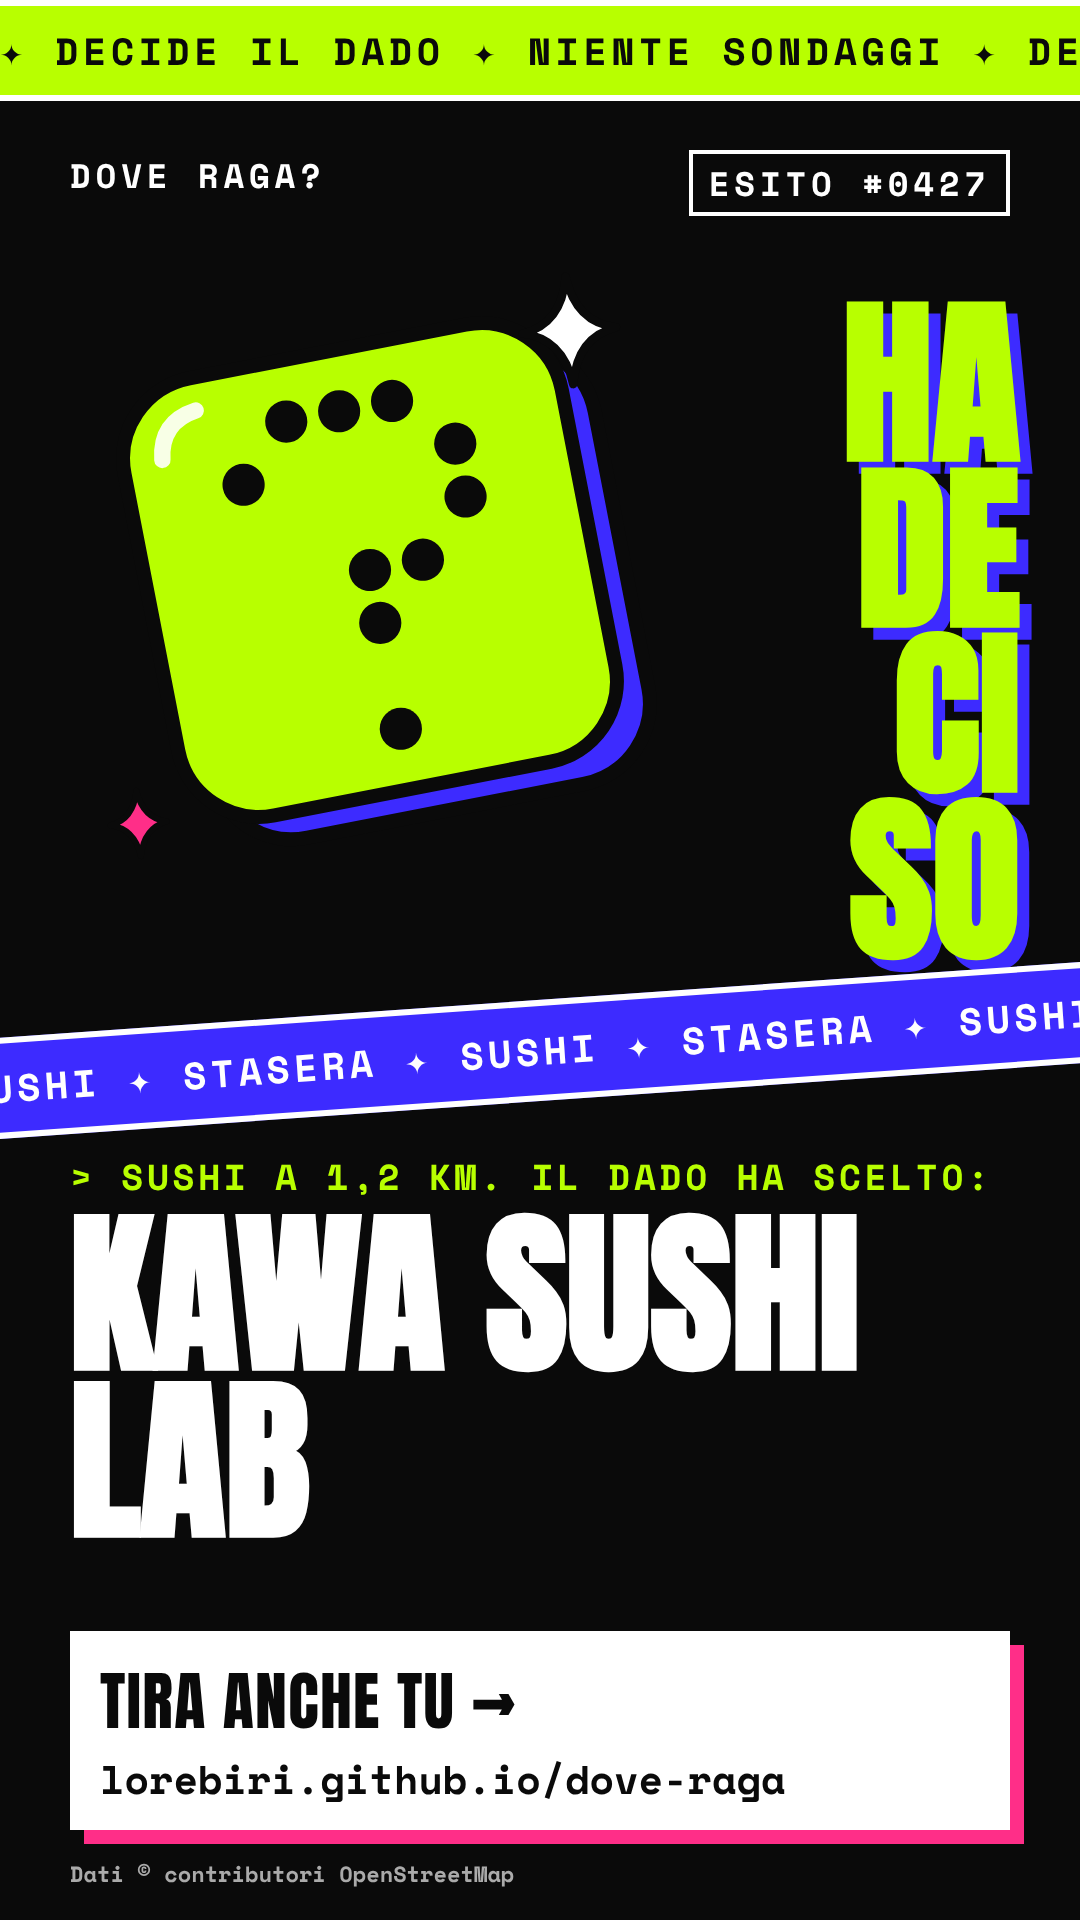 ✦ DECIDE IL DADO ✦ NIENTE SONDAGGI ✦ DE
DOVE RAGA?
ESITO #0427
HA
DE
CI
SO
USHI ✦ STASERA ✦ SUSHI ✦ STASERA ✦ SUSHI
> SUSHI A 1,2 KM. IL DADO HA SCELTO:
KAWA SUSHI
LAB
TIRA ANCHE TU →
lorebiri.github.io/dove-raga
Dati © contributori OpenStreetMap